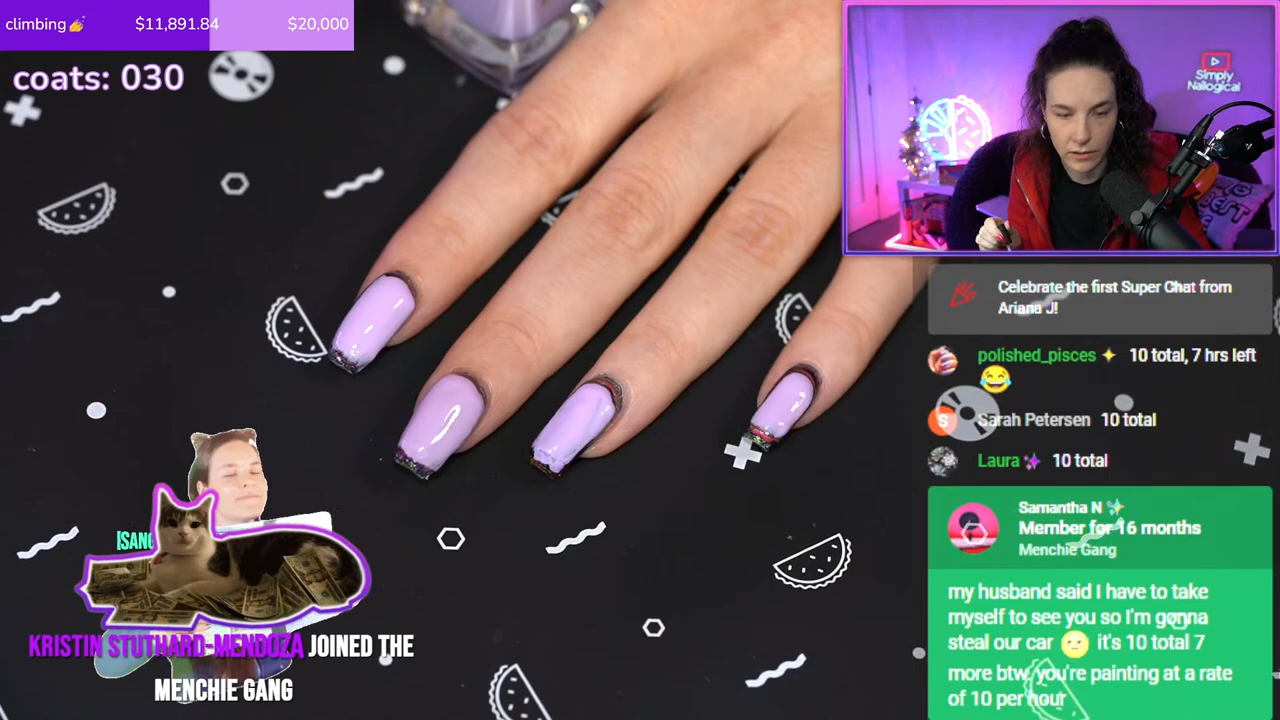 climbing💅 $11,891.84 $20,000
coats: 030
Simply
Nailogical
Celebrate the first Super Chat from
Ariana J!
polished_pisces ✨ 10 total, 7 hrs left
😂
S Sarah Petersen 10 total
Laura ✨ 10 total
Samantha N ✨
Member for 16 months
Menchie Gang
my husband said I have to take
myself to see you so I'm gonna
steal our car 🌝 it's 10 total 7
more btw, you're painting at a rate
of 10 per hour
[SANG
KRISTIN STUTHARD-MENDOZA JOINED THE
MENCHIE GANG